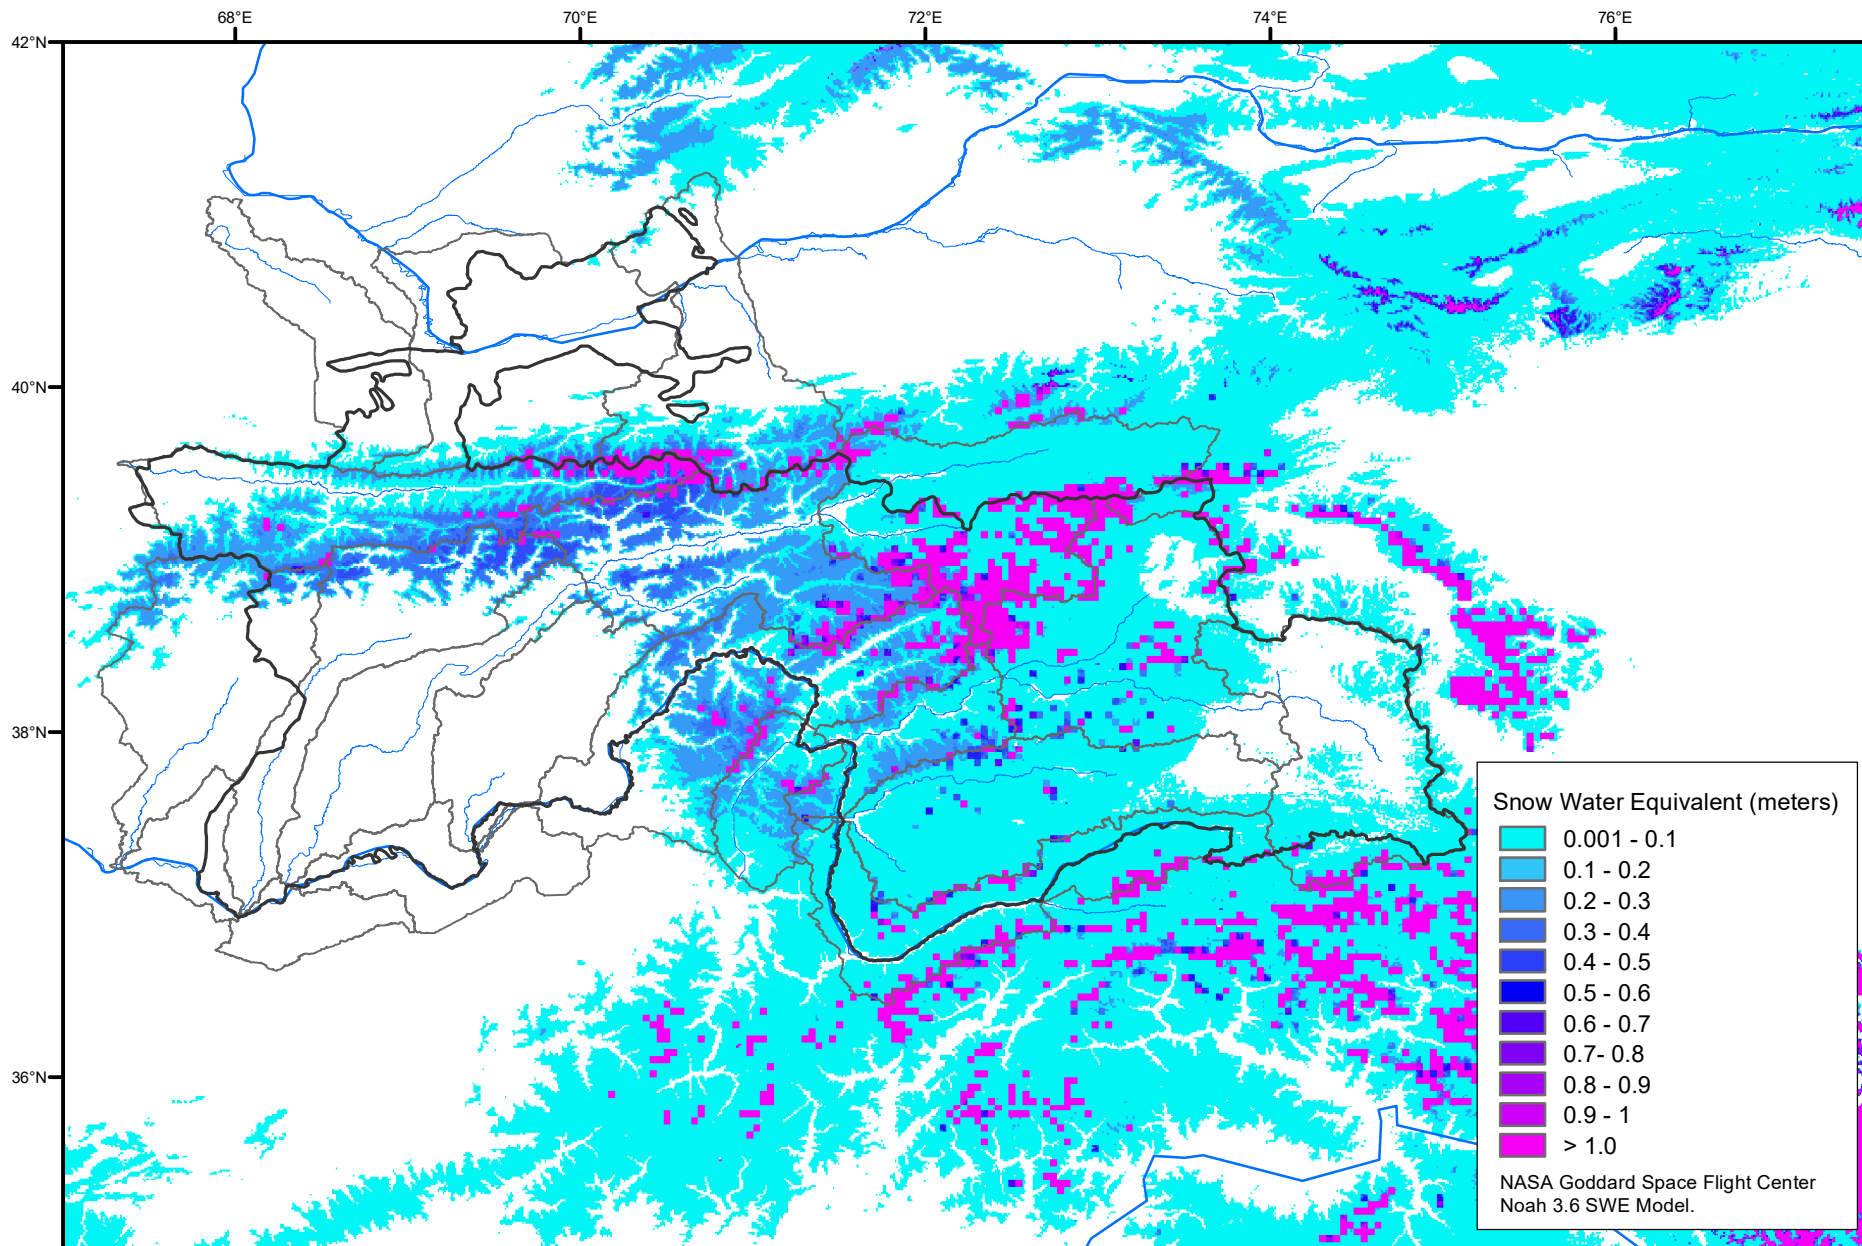 68°E 70°E 72°E 74°E 76°E
42°N
40°N
38°N
36°N
Snow Water Equivalent (meters)
0.001 - 0.1
0.1 - 0.2
0.2 - 0.3
0.3 - 0.4
0.4 - 0.5
0.5 - 0.6
0.6 - 0.7
0.7- 0.8
0.8 - 0.9
0.9 - 1
> 1.0
NASA Goddard Space Flight Center
Noah 3.6 SWE Model.